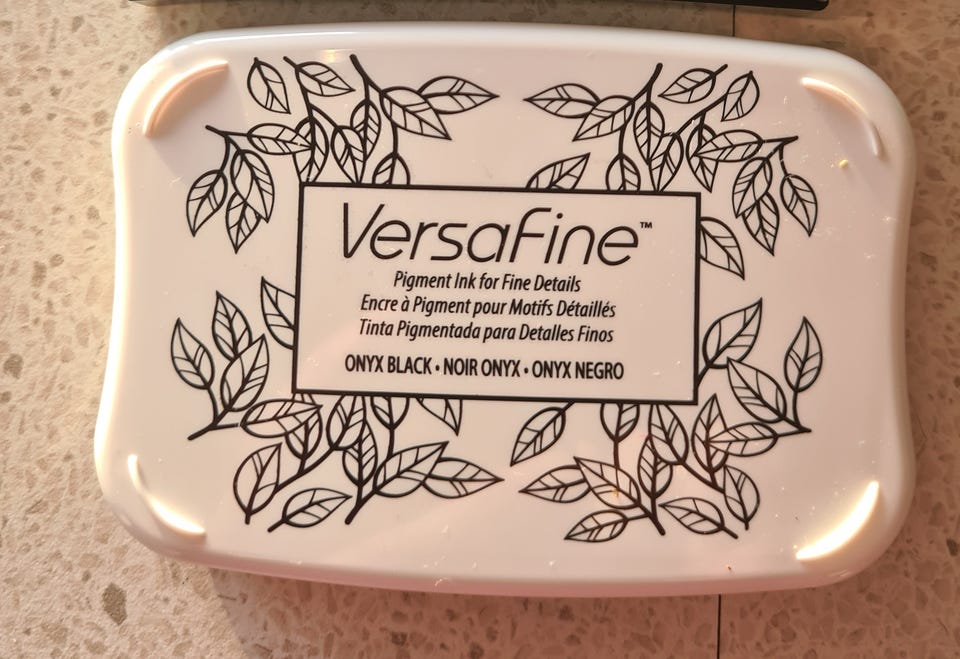 VersaFine™
Pigment Ink for Fine Details
Encre à Pigment pour Motifs Détaillés
Tinta Pigmentada para Detalles Finos
ONYX BLACK • NOIR ONYX • ONYX NEGRO